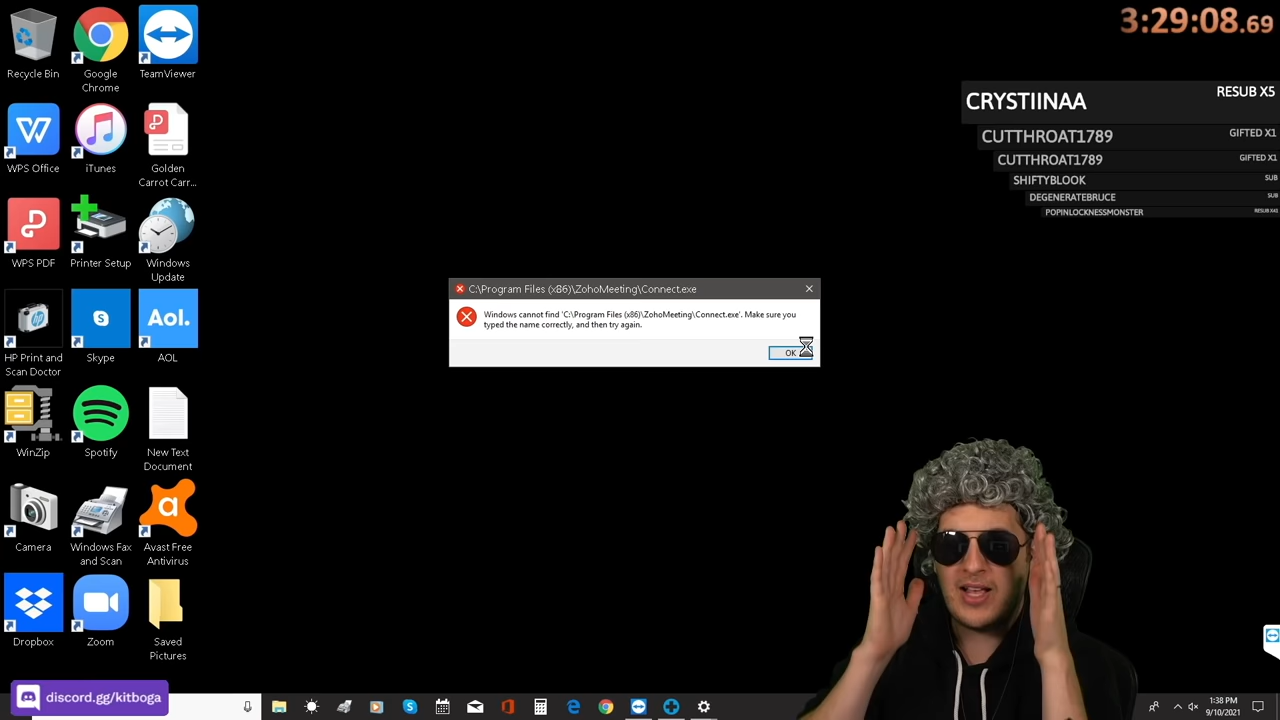 3:29:08.69
CRYSTIINAA RESUB X5
CUTTHROAT1789 GIFTED X1
CUTTHROAT1789 GIFTED X1
SHIFTYBLOOK SUB
DEGENERATEBRUCE SUB
POPINLOCKNESSMONSTER RESUB X41
Recycle Bin
Google
Chrome
TeamViewer
WPS Office
iTunes
Golden
Carrot Carr...
WPS PDF
Printer Setup
Windows
Update
HP Print and
Scan Doctor
Skype
Aol.
AOL
WinZip
Spotify
New Text
Document
Camera
Windows Fax
and Scan
Avast Free
Antivirus
Dropbox
Zoom
Saved
Pictures
C:\Program Files (x86)\ZohoMeeting\Connect.exe
Windows cannot find 'C:\Program Files (x86)\ZohoMeeting\Connect.exe'. Make sure you
typed the name correctly, and then try again.
OK
discord.gg/kitboga
1:38 PM
9/10/2021